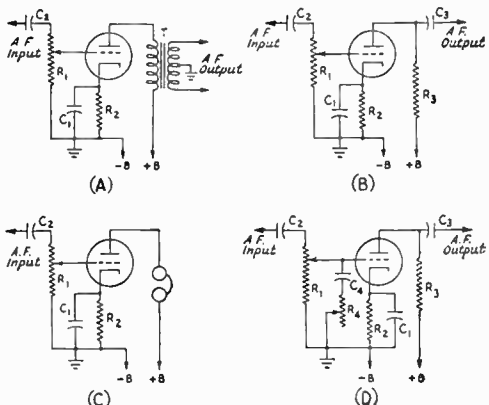 C2
A.F. Input
R1
C1
R2
T
A.F. Output
-B
+B
(A)
C2
A.F. Input
R1
C1
R2
C3
A.F. Output
R3
-B
+B
(B)
C2
A.F. Input
R1
C1
R2
-B
+B
(C)
C2
A.F. Input
R1
C4
R4
R2
C1
C3
A.F. Output
R3
-B
+B
(D)